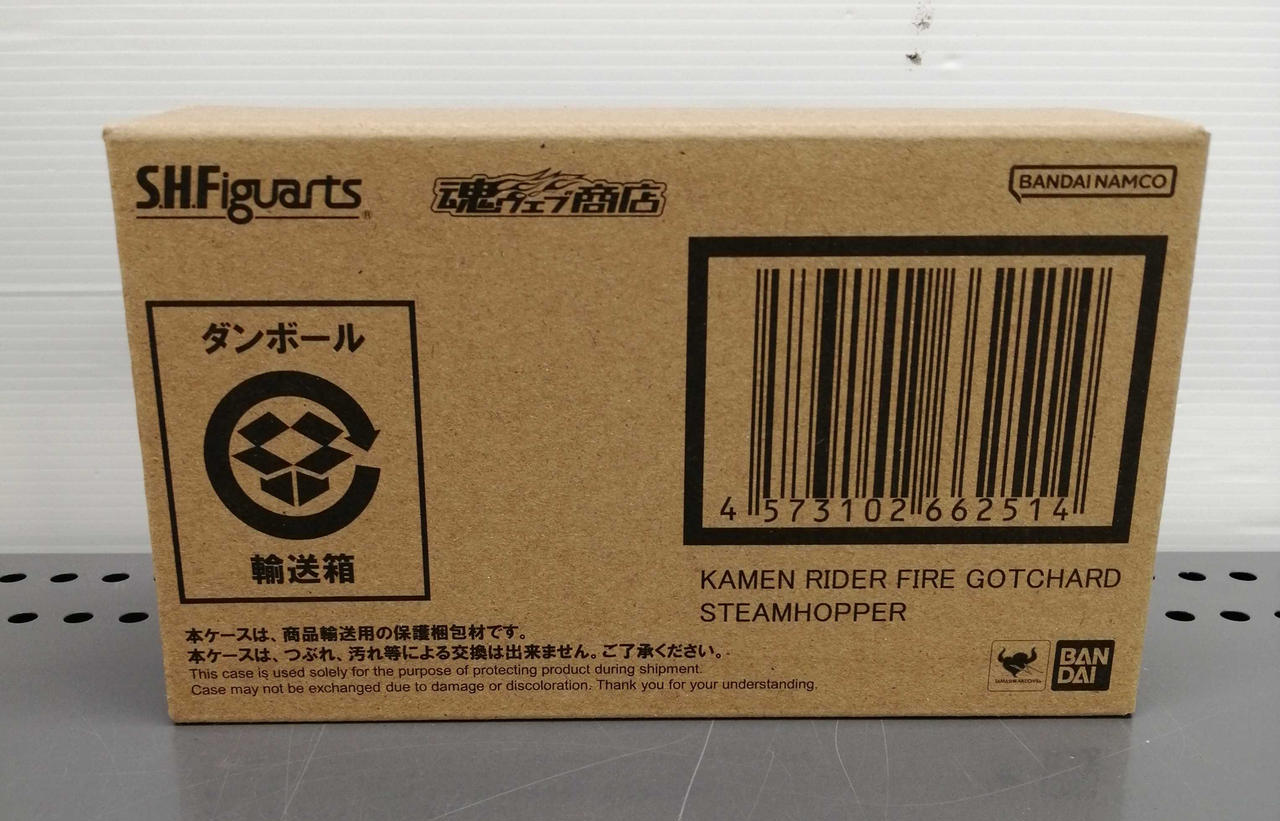 S.H.Figuarts®
魂ウェブ商店
BANDAI NAMCO
ダンボール
輸送箱
4 573102 662514
KAMEN RIDER FIRE GOTCHARD
STEAMHOPPER
本ケースは、商品輸送用の保護梱包材です。
本ケースは、つぶれ、汚れ等による交換は出来ません。ご了承ください。
This case is used solely for the purpose of protecting product during shipment.
Case may not be exchanged due to damage or discoloration. Thank you for your understanding.
BAN
DAI